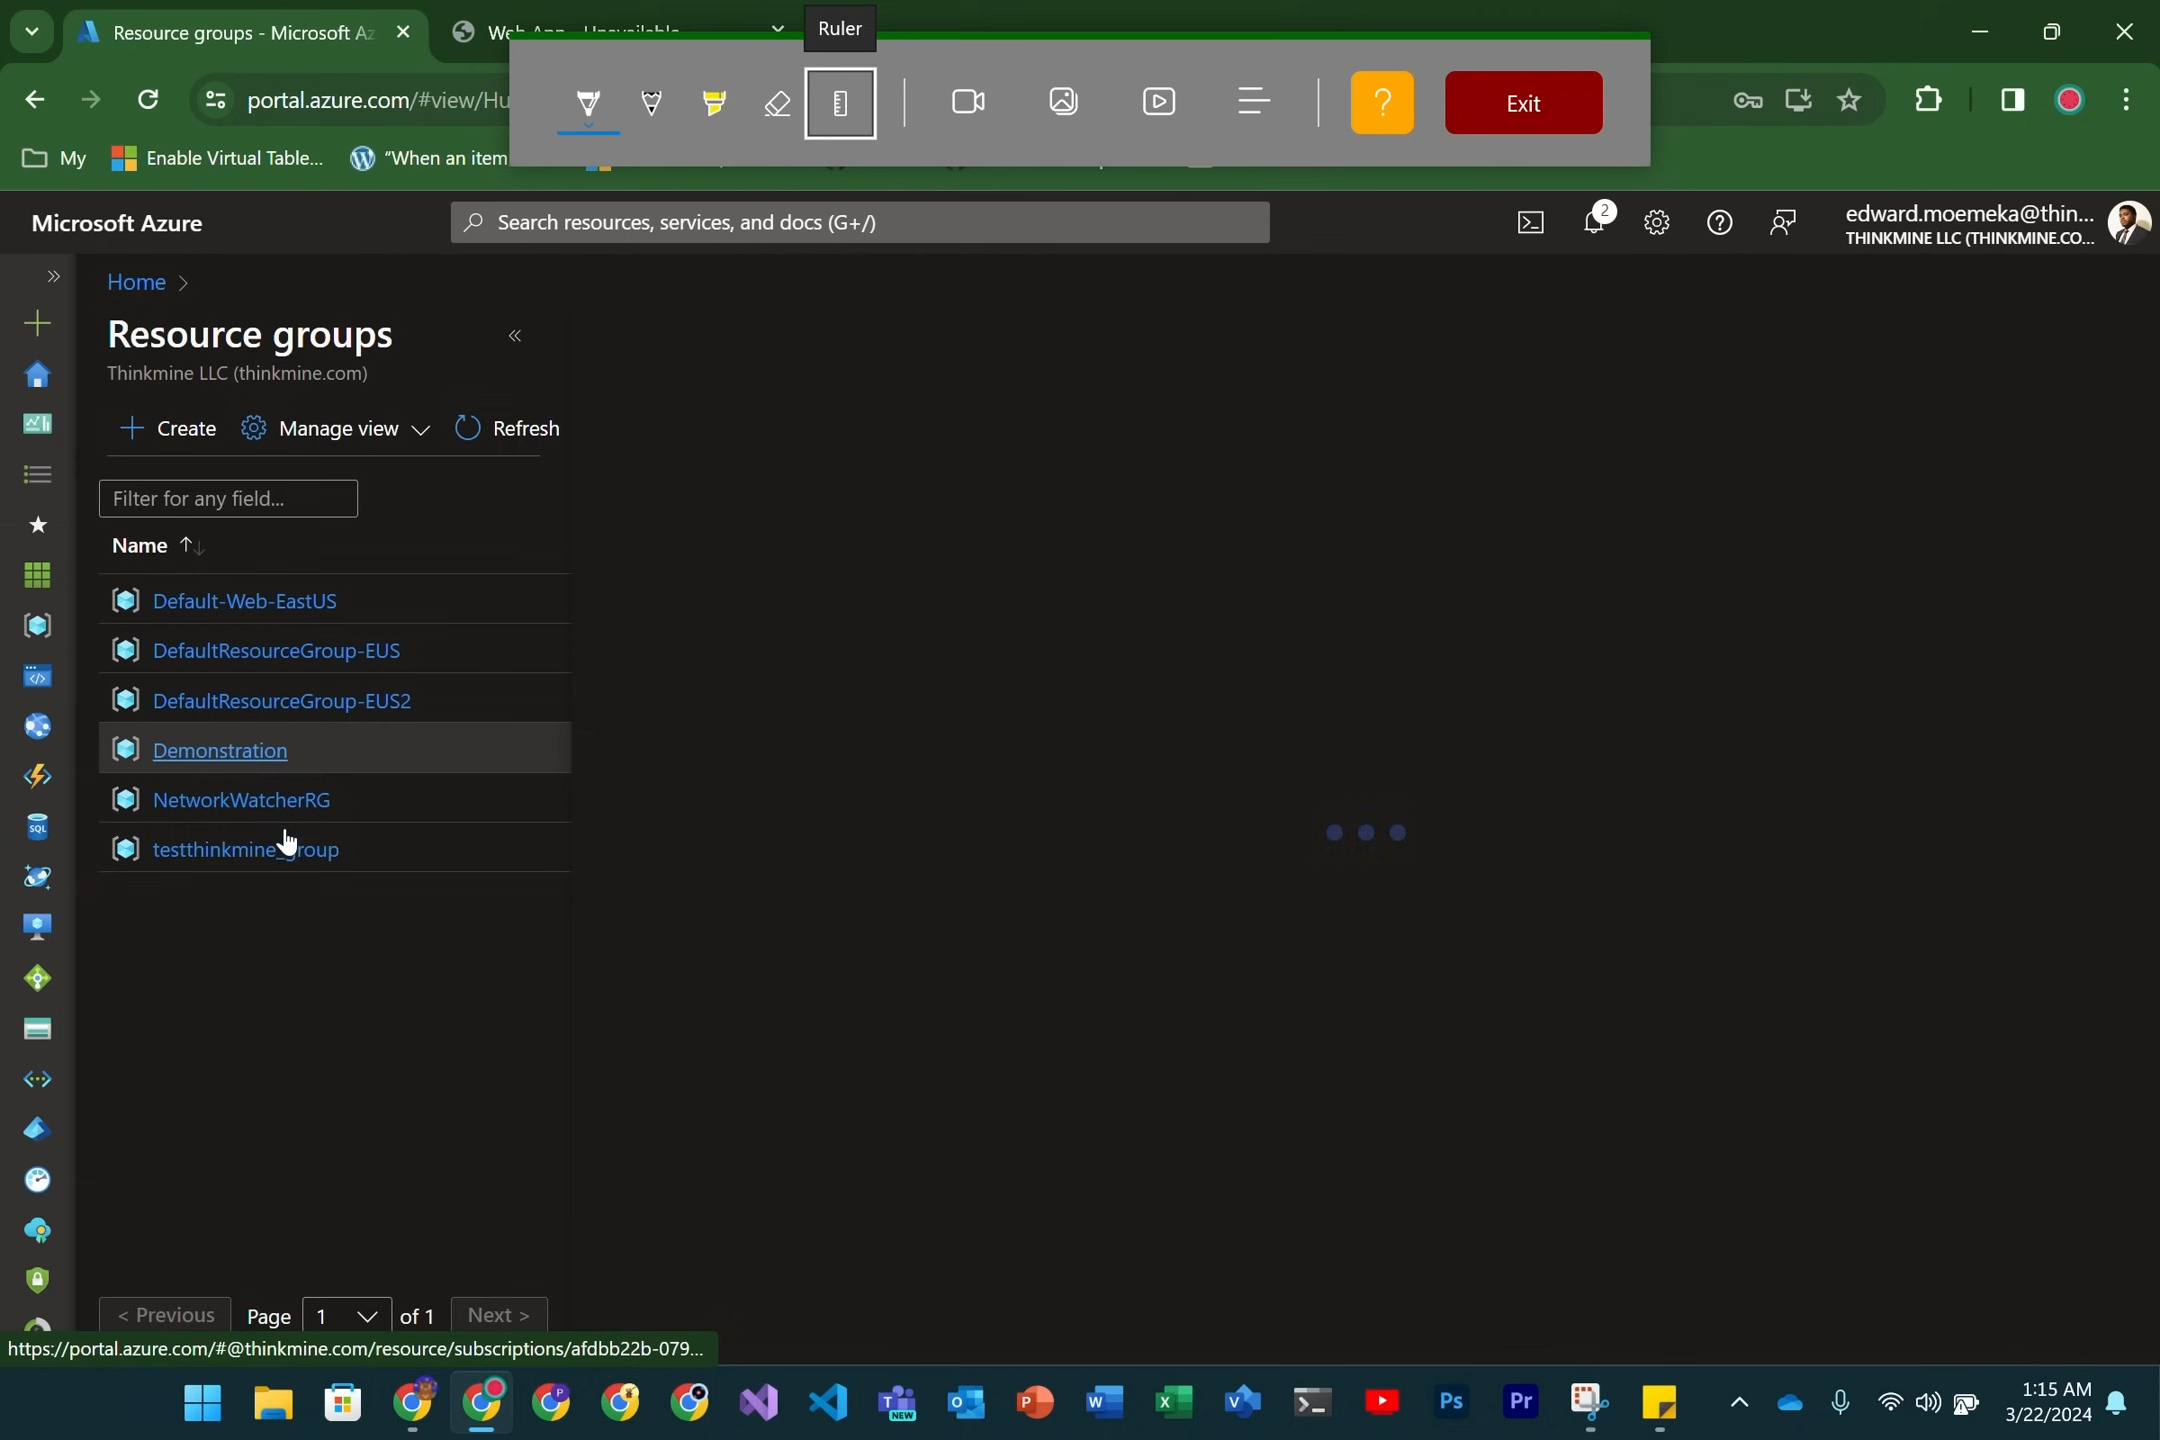 Resource groups - Microsoft Az
Ruler
portal.azure.com/#view/Hu
Exit
My
Enable Virtual Table...
"When an item
Microsoft Azure
Search resources, services, and docs (G+/)
2
edward.moemeka@thin...
THINKMINE LLC (THINKMINE.CO...
Home
Resource groups
Thinkmine LLC (thinkmine.com)
Create
Manage view
Refresh
Filter for any field...
Name
Default-Web-EastUS
DefaultResourceGroup-EUS
DefaultResourceGroup-EUS2
Demonstration
NetworkWatcherRG
testthinkmine_group
< Previous
Page
1
of 1
Next >
https://portal.azure.com/#@thinkmine.com/resource/subscriptions/afdbb22b-079...
NEW
Ps
Pr
1:15 AM
3/22/2024